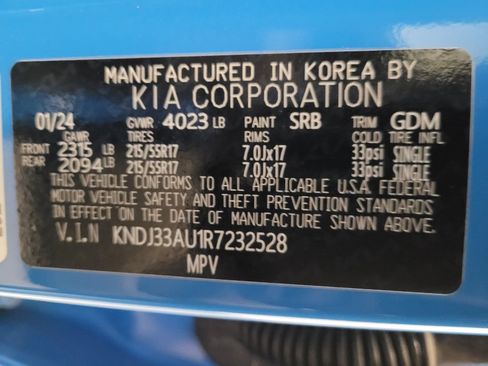 MANUFACTURED IN KOREA BY
KIA CORPORATION
01/24 GVWR 4023 LB PAINT SRB TRIM GDM
GAWR TIRES RIMS COLD TIRE INFL
FRONT 2315 LB 215/55R17 7.0Jx17 33psi SINGLE
REAR 2094 LB 215/55R17 7.0Jx17 33psi SINGLE
THIS VEHICLE CONFORMS TO ALL APPLICABLE U.S.A. FEDERAL
MOTOR VEHICLE SAFETY AND THEFT PREVENTION STANDARDS
IN EFFECT ON THE DATE OF MANUFACTURE SHOWN ABOVE.
V.I.N KNDJ33AU1R7232528
MPV